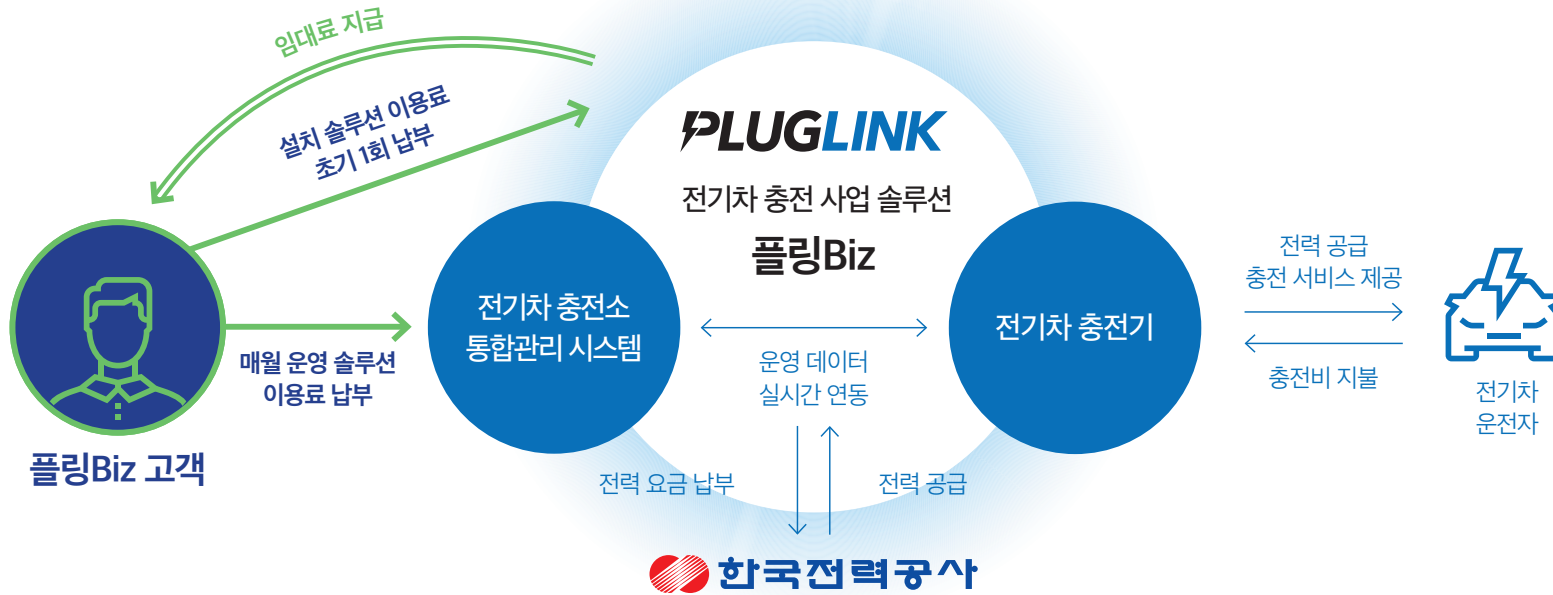 임대료 지급
설치 솔루션 이용료
초기 1회 납부
PLUGLINK
전기차 충전 사업 솔루션
플링Biz
전기차 충전소
통합관리 시스템
전기차 충전기
전력 공급
충전 서비스 제공
운영 데이터
실시간 연동
충전비 지불
매월 운영 솔루션
이용료 납부
전기차
운전자
플링Biz 고객
전력 요금 납부
전력 공급
한국전력공사